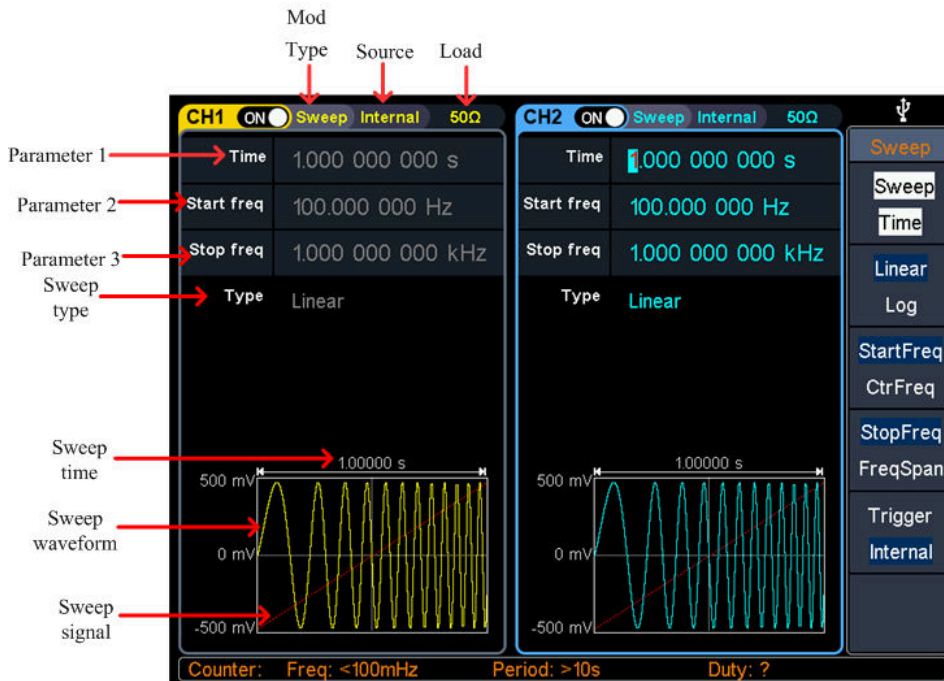 Mod
Type
Source
Load
CH1 ON Sweep Internal 50Ω
CH2 ON Sweep Internal 50Ω
Parameter 1
Time 1.000 000 000 s
Time 1.000 000 000 s
Parameter 2
Start freq 100.000 000 Hz
Start freq 100.000 000 Hz
Parameter 3
Stop freq 1.000 000 000 kHz
Stop freq 1.000 000 000 kHz
Sweep
type
Type Linear
Type Linear
Sweep
Sweep
Time
Linear
Log
StartFreq
CtrFreq
StopFreq
FreqSpan
Trigger
Internal
Sweep
time
1.00000 s
1.00000 s
500 mV
500 mV
Sweep
waveform
0 mV
0 mV
Sweep
signal
-500 mV
-500 mV
Counter: Freq: <100mHz Period: >10s Duty: ?